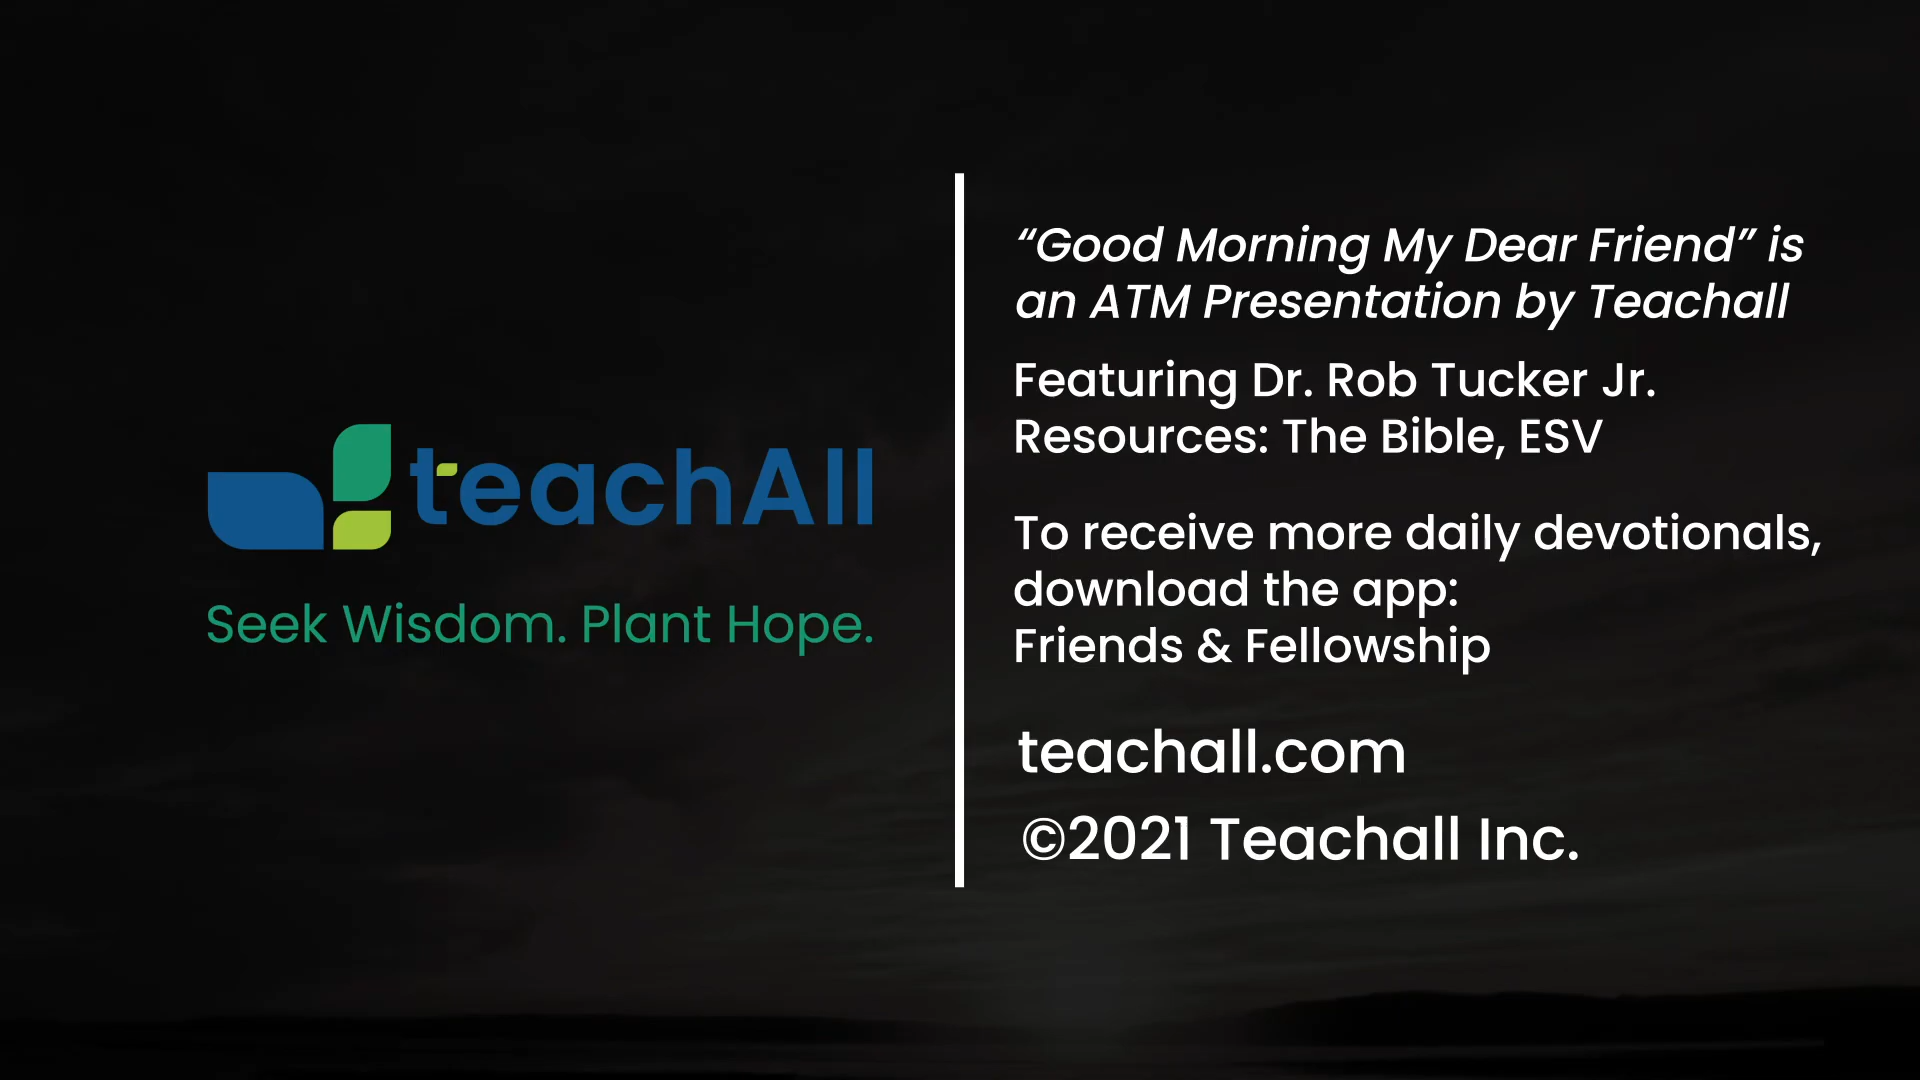 teachAll
Seek Wisdom. Plant Hope.
“Good Morning My Dear Friend” is
an ATM Presentation by Teachall
Featuring Dr. Rob Tucker Jr.
Resources: The Bible, ESV
To receive more daily devotionals,
download the app:
Friends & Fellowship
teachall.com
©2021 Teachall Inc.